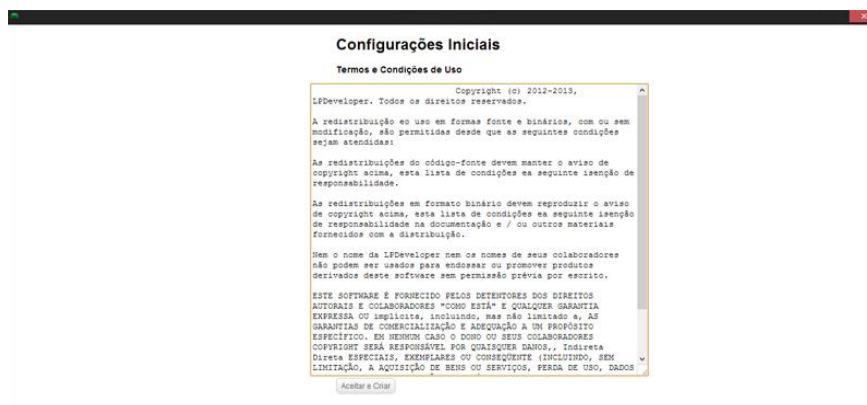 Configurações Iniciais
Termos e Condições de Uso
Copyright (c) 2012-2013,
LPDeveloper. Todos os direitos reservados.
A redistribuição eo uso em formas fonte e binários, com ou sem
modificação, são permitidas desde que as seguintes condições
sejam atendidas:
As redistribuições do código-fonte devem manter o aviso de
copyright acima, esta lista de condições ea seguinte isenção de
responsabilidade.
As redistribuições em formato binário devem reproduzir o aviso
de copyright acima, esta lista de condições ea seguinte isenção
de responsabilidade na documentação e / ou outros materiais
fornecidos com a distribuição.
Nem o nome da LPDeveloper nem os nomes de seus colaboradores
não podem ser usados para endossar ou promover produtos
derivados deste software sem permissão prévia por escrito.
ESTE SOFTWARE É FORNECIDO PELOS DETENTORES DOS DIREITOS
AUTORAIS E COLABORADORES "COMO ESTÁ" E QUALQUER GARANTIA
EXPRESSA OU implícita, incluindo, mas não limitado a, AS
GARANTIAS DE COMERCIALIZAÇÃO E ADEQUAÇÃO A UM PROPÓSITO
ESPECÍFICO. EM NENHUM CASO O DONO OU SEUS COLABORADORES
COPYRIGHT SERÁ RESPONSÁVEL POR QUAISQUER DANOS,, Indireta
Direta ESPECIAIS, EXEMPLARES OU CONSEQÜENTE (INCLUINDO, SEM
LIMITAÇÃO, A AQUISIÇÃO DE BENS OU SERVIÇOS, PERDA DE USO, DADOS
Aceitar e Criar